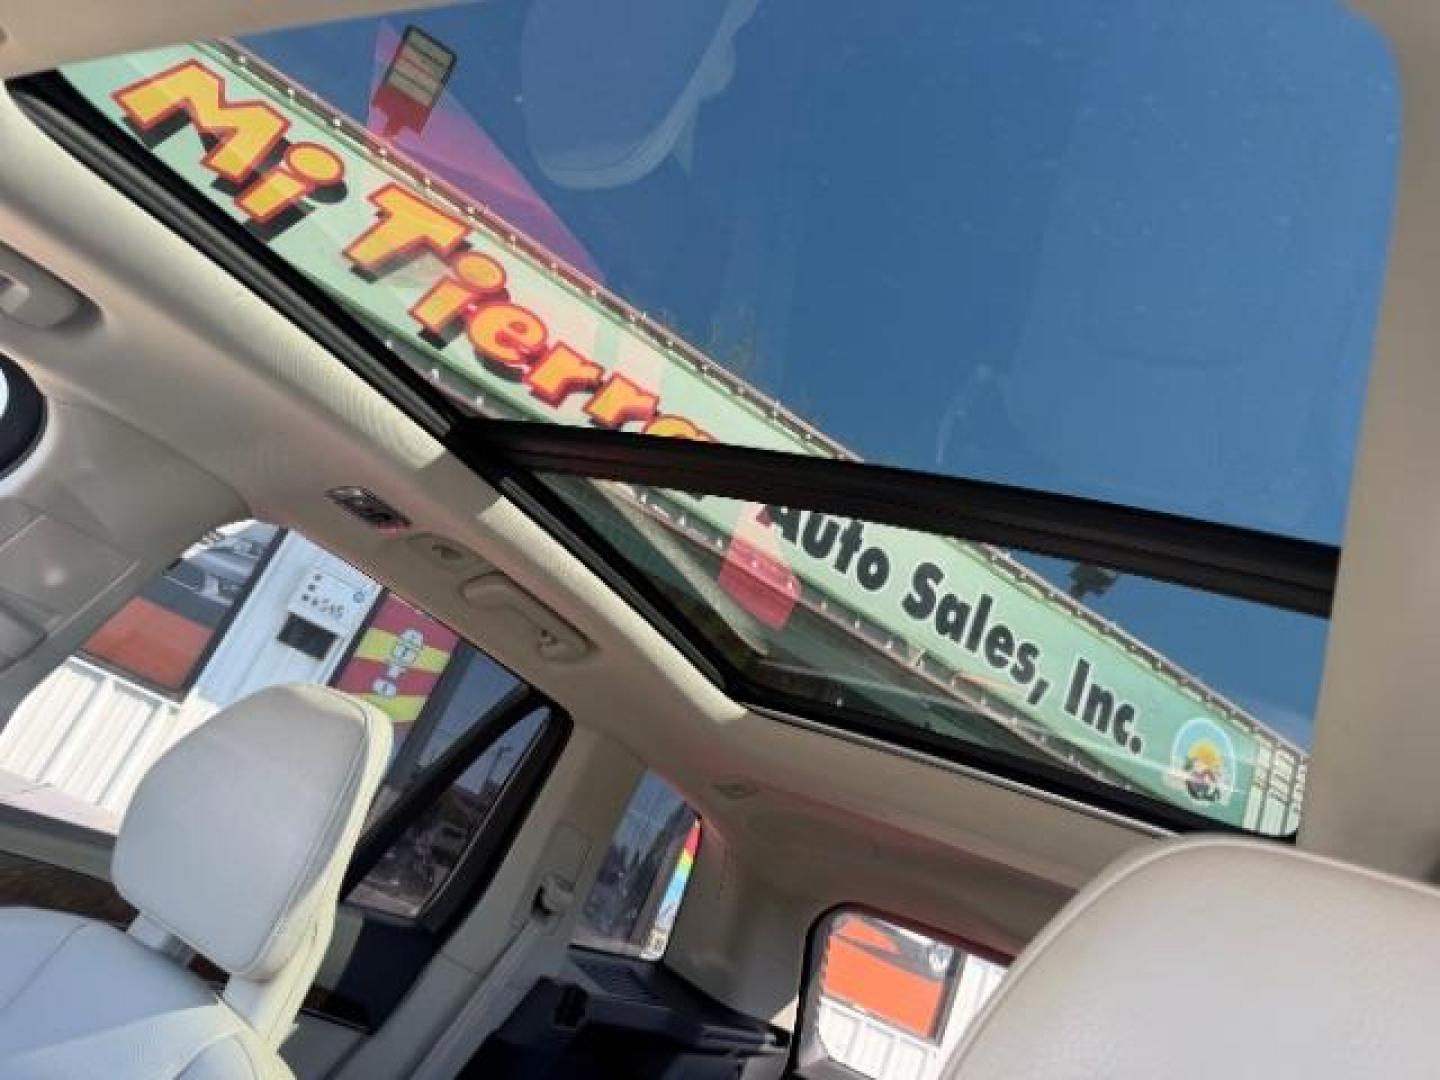 Mi Tierra
Auto Sales, Inc.